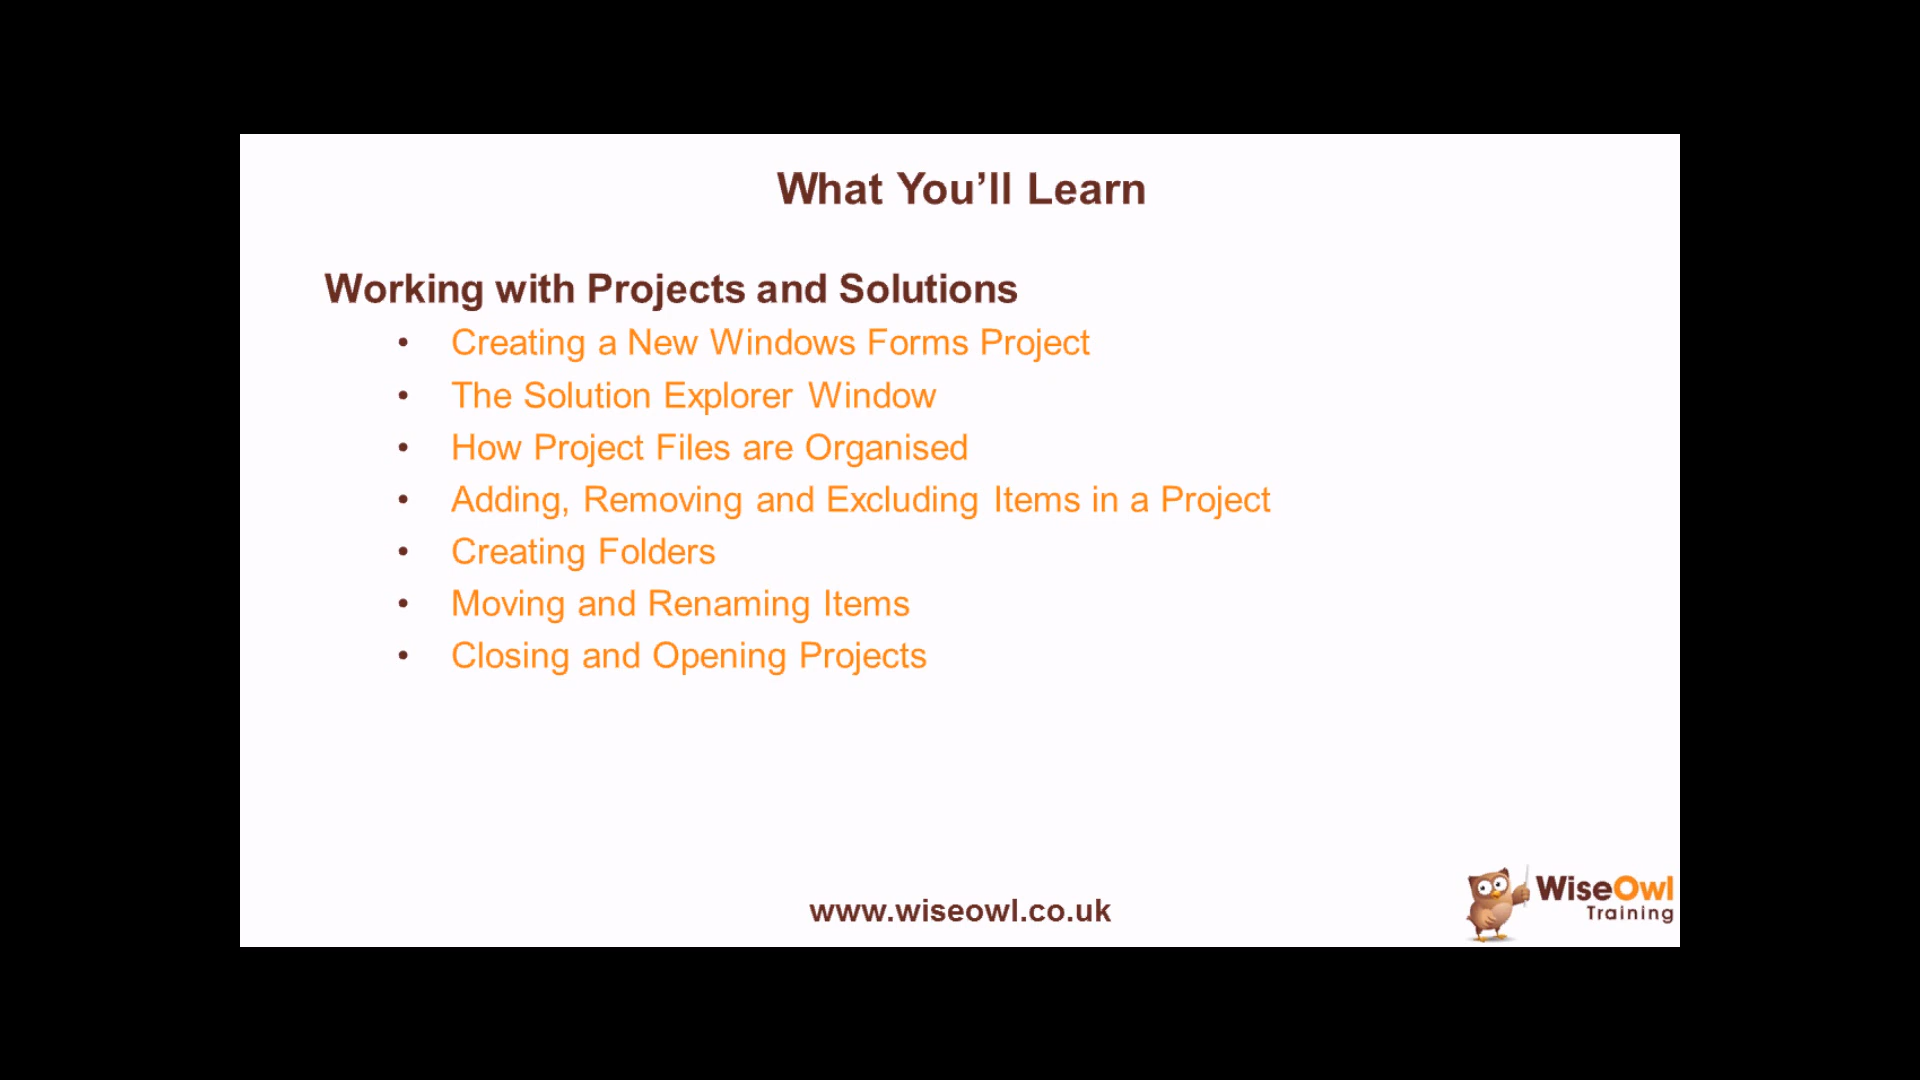 What You’ll Learn
Working with Projects and Solutions
• Creating a New Windows Forms Project
• The Solution Explorer Window
• How Project Files are Organised
• Adding, Removing and Excluding Items in a Project
• Creating Folders
• Moving and Renaming Items
• Closing and Opening Projects
www.wiseowl.co.uk
WiseOwl
Training